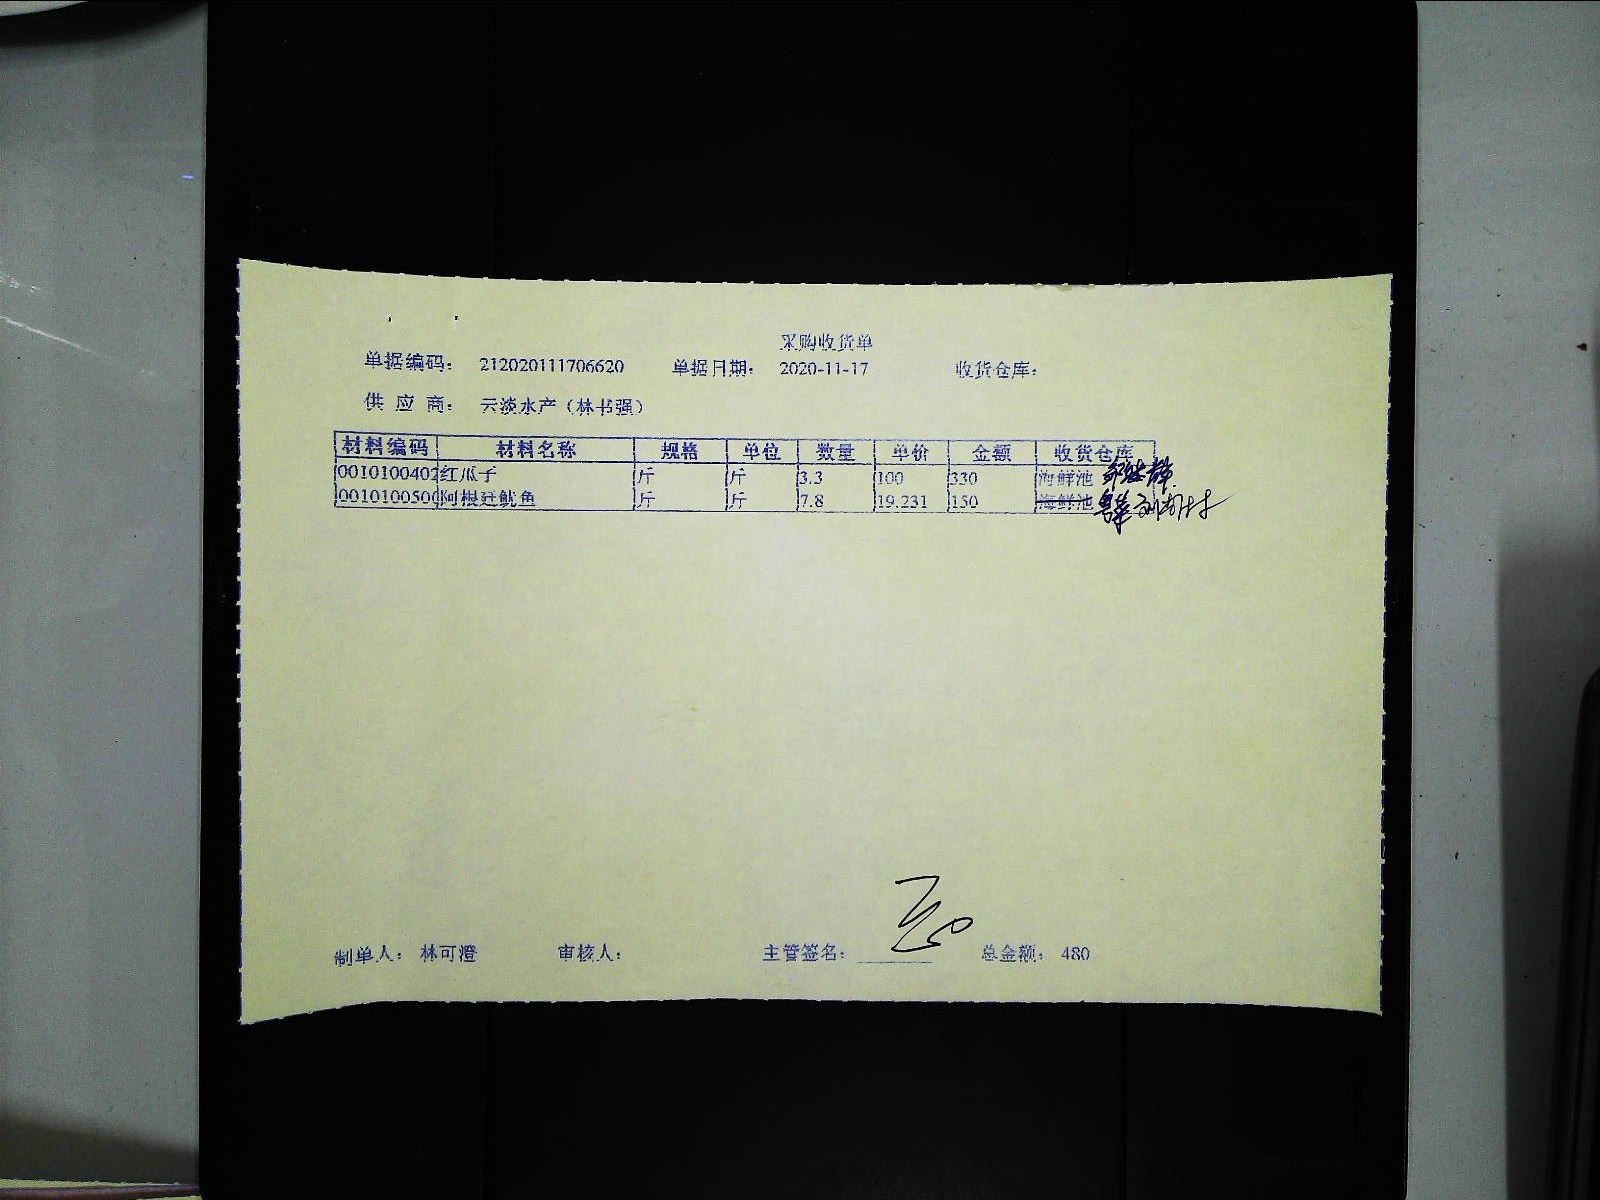 采购收货单
单据编码： 212020111706620 单据日期： 2020-11-17 收货仓库：
供 应 商： 云淡水产（林书强）
材料编码 材料名称 规格 单位 数量 单价 金额 收货仓库
0010100402 红瓜子 斤 斤 3.3 100 330 海鲜池
0010100500 阿根廷鱿鱼 斤 斤 7.8 19.231 150 海鲜池 粤菜
制单人： 林可澄 审核人： 主管签名： 总金额： 480